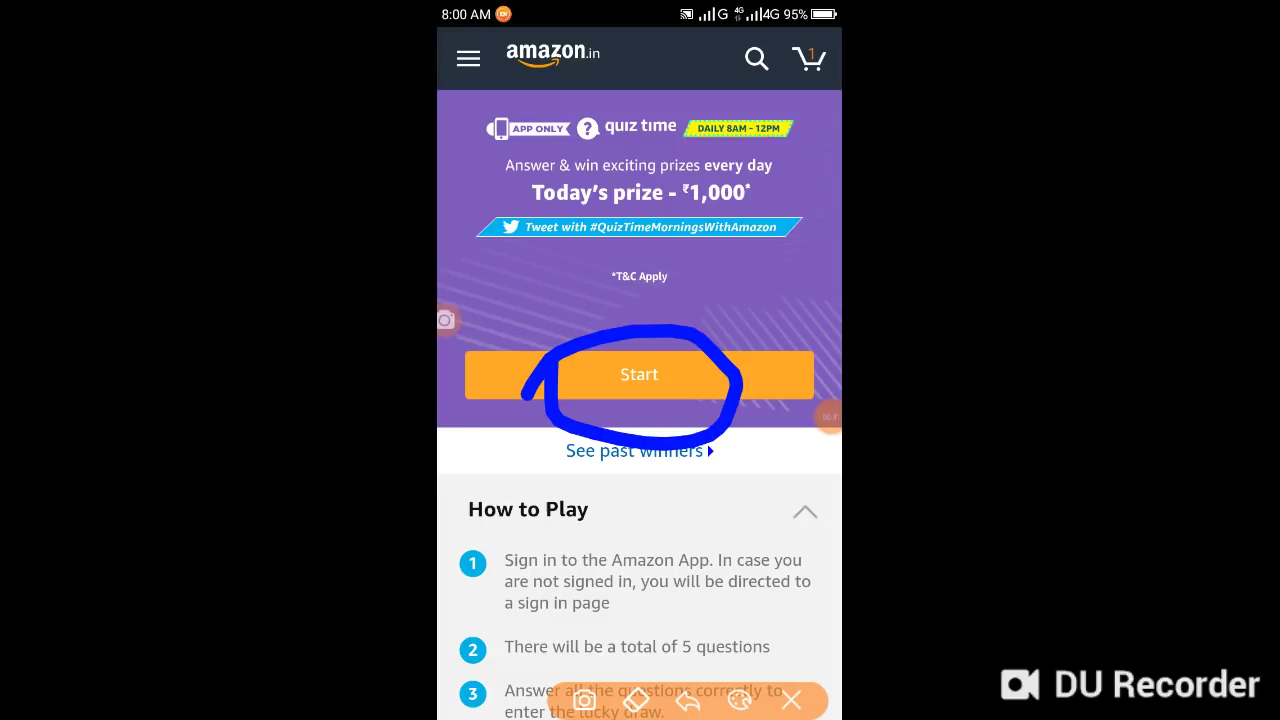 8:00 AM G 4G 4G 95%
amazon.in 1
APP ONLY ? quiz time DAILY 8AM - 12PM
Answer & win exciting prizes every day
Today's prize - ₹1,000*
Tweet with #QuizTimeMorningsWithAmazon
*T&C Apply
Start
See past winners
How to Play
1 Sign in to the Amazon App. In case you
are not signed in, you will be directed to
a sign in page
2 There will be a total of 5 questions
3 Answer all the questions correctly to
enter the lucky draw.
DU Recorder